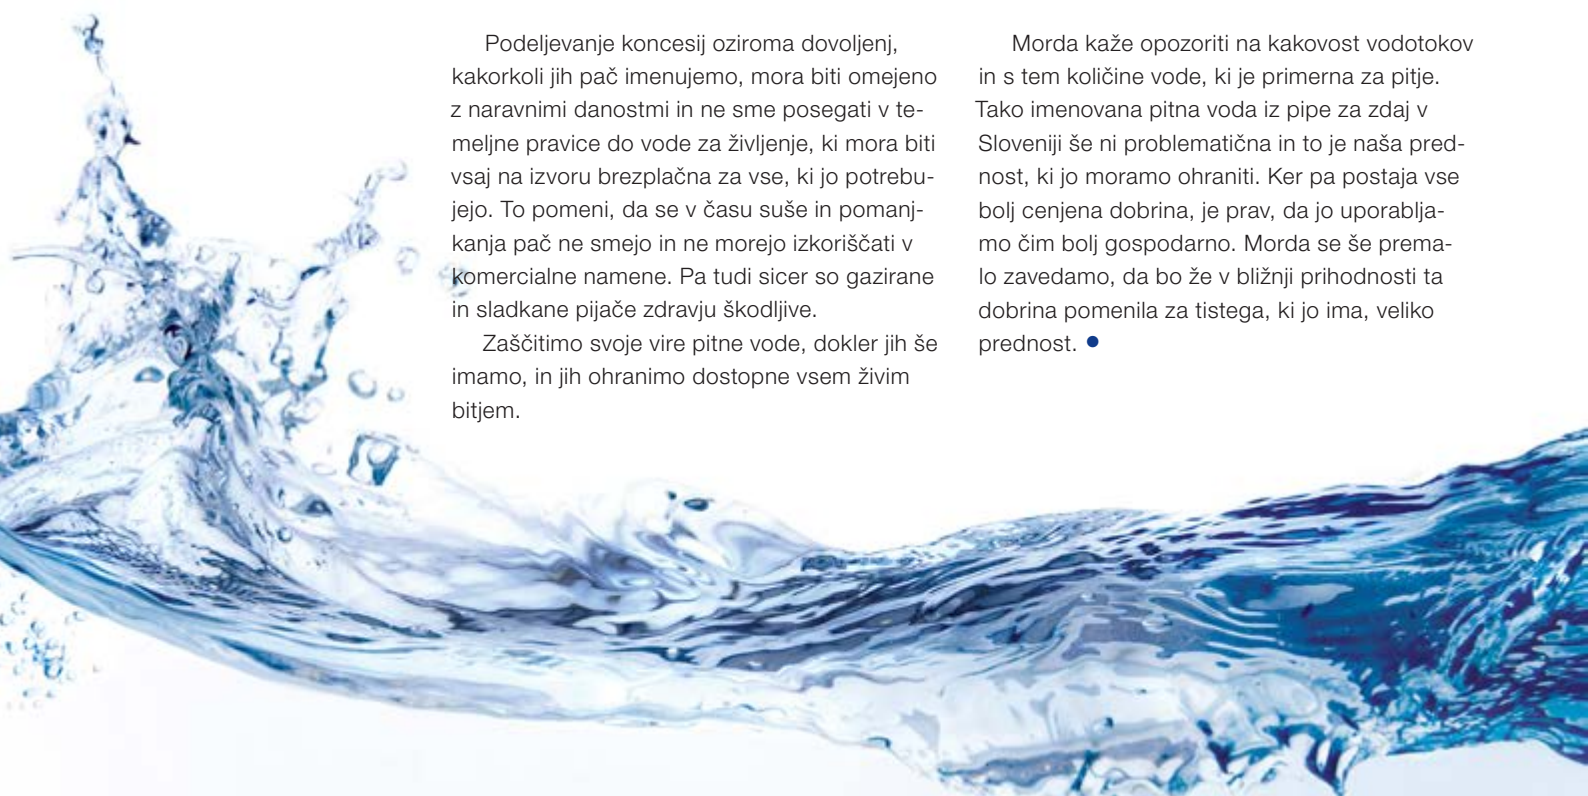 Podeljevanje koncesij oziroma dovoljenj,
kakorkoli jih pač imenujemo, mora biti omejeno
z naravnimi danostmi in ne sme posegati v te-
meljne pravice do vode za življenje, ki mora biti
vsaj na izvoru brezplačna za vse, ki jo potrebu-
jejo. To pomeni, da se v času suše in pomanj-
kanja pač ne smejo in ne morejo izkoriščati v
komercialne namene. Pa tudi sicer so gazirane
in sladkane pijače zdravju škodljive.
Zaščitimo svoje vire pitne vode, dokler jih še
imamo, in jih ohranimo dostopne vsem živim
bitjem.
Morda kaže opozoriti na kakovost vodotokov
in s tem količine vode, ki je primerna za pitje.
Tako imenovana pitna voda iz pipe za zdaj v
Sloveniji še ni problematična in to je naša pred-
nost, ki jo moramo ohraniti. Ker pa postaja vse
bolj cenjena dobrina, je prav, da jo uporablja-
mo čim bolj gospodarno. Morda se še prema-
lo zavedamo, da bo že v bližnji prihodnosti ta
dobrina pomenila za tistega, ki jo ima, veliko
prednost. ●